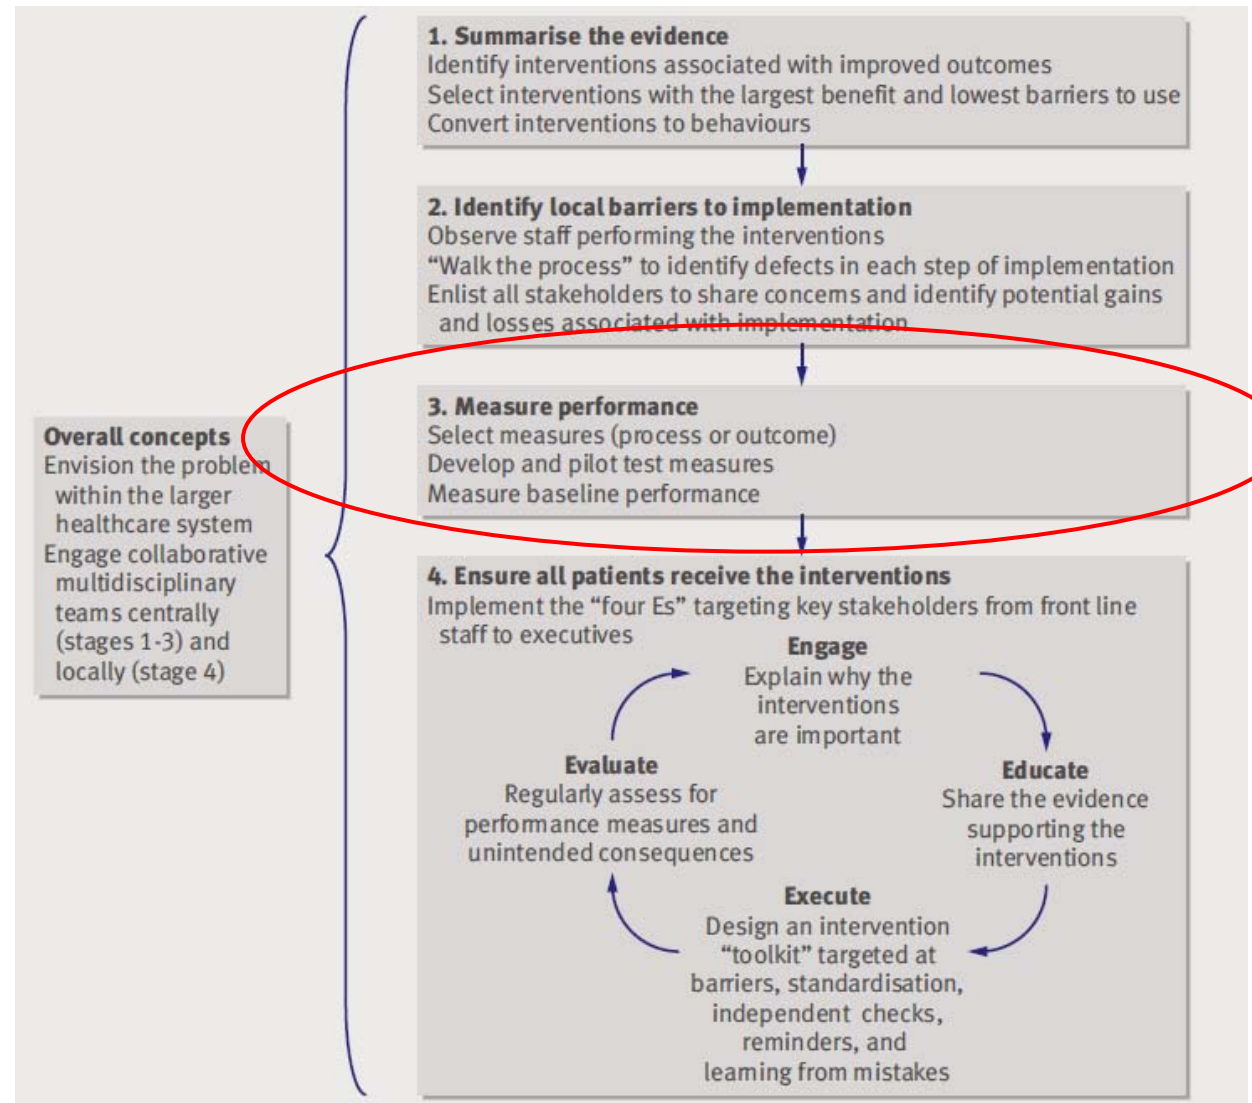 1. Summarise the evidence
Identify interventions associated with improved outcomes
Select interventions with the largest benefit and lowest barriers to use
Convert interventions to behaviours
2. Identify local barriers to implementation
Observe staff performing the interventions
“Walk the process” to identify defects in each step of implementation
Enlist all stakeholders to share concerns and identify potential gains
and losses associated with implementation
3. Measure performance
Select measures (process or outcome)
Develop and pilot test measures
Measure baseline performance
Overall concepts
Envision the problem
within the larger
healthcare system
Engage collaborative
multidisciplinary
teams centrally
(stages 1-3) and
locally (stage 4)
4. Ensure all patients receive the interventions
Implement the “four Es” targeting key stakeholders from front line
staff to executives
Engage
Explain why the
interventions
are important
Educate
Share the evidence
supporting the
interventions
Execute
Design an intervention
“toolkit” targeted at
barriers, standardisation,
independent checks,
reminders, and
learning from mistakes
Evaluate
Regularly assess for
performance measures and
unintended consequences